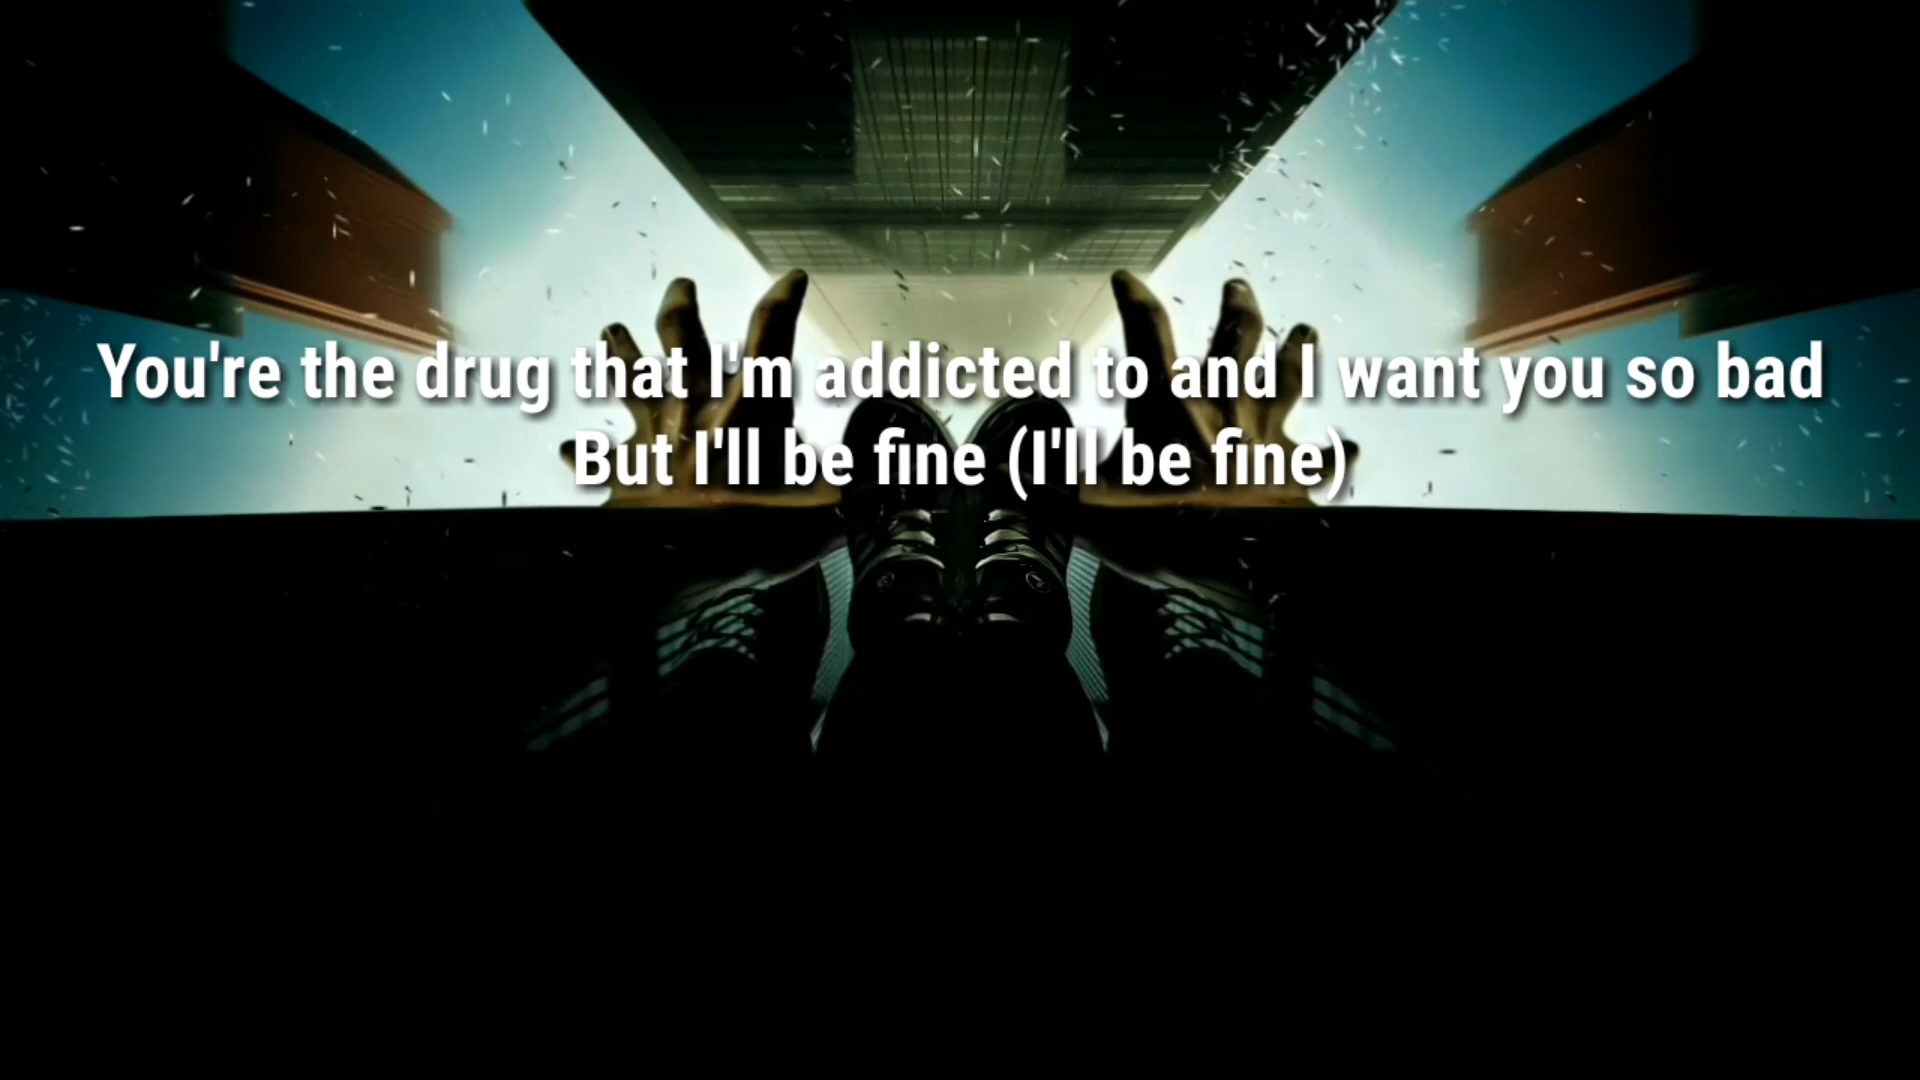 You're the drug that I'm addicted to and I want you so bad
But I'll be fine (I'll be fine)